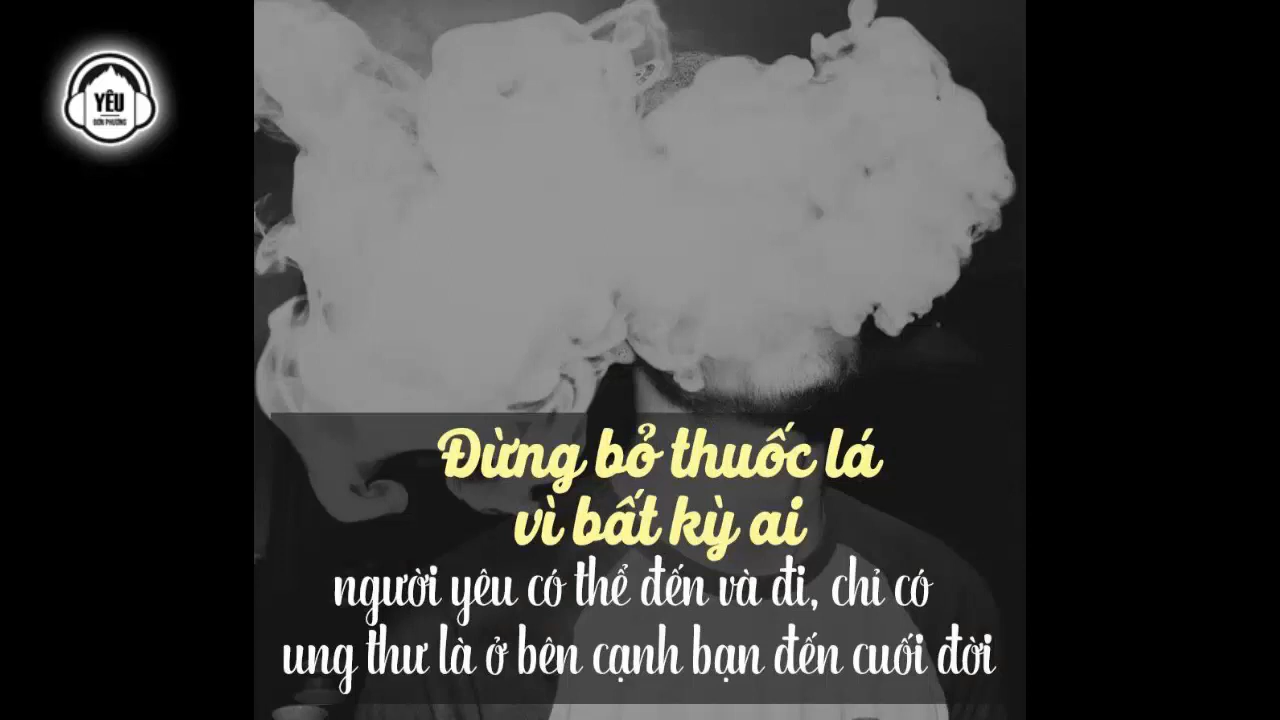 YÊU
ĐƠN PHƯƠNG
Đừng bỏ thuốc lá
vì bất kỳ ai
người yêu có thể đến và đi, chỉ có
ung thư là ở bên cạnh bạn đến cuối đời